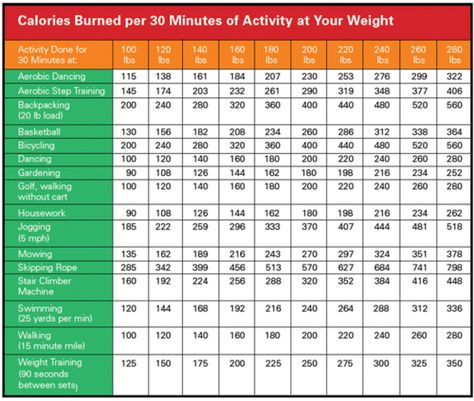 Calories Burned per 30 Minutes of Activity at Your Weight
Activity Done for 30 Minutes at: 100 lbs 120 lbs 140 lbs 160 lbs 180 lbs 200 lbs 220 lbs 240 lbs 260 lbs 280 lbs
Aerobic Dancing 115 138 161 184 207 230 253 276 299 322
Aerobic Step Training 145 174 203 232 261 290 319 348 377 406
Backpacking (20 lb load) 200 240 280 320 360 400 440 480 520 560
Basketball 130 156 182 208 234 260 286 312 338 364
Bicycling 200 240 280 320 360 400 440 480 520 560
Dancing 100 120 140 160 180 200 220 240 260 280
Gardening 90 108 126 144 162 180 198 216 234 252
Golf, walking without cart 100 120 140 160 180 200 220 240 260 280
Housework 90 108 126 144 162 180 198 216 234 262
Jogging (5 mph) 185 222 259 296 333 370 407 444 481 518
Mowing 135 162 189 216 243 270 297 324 351 378
Skipping Rope 285 342 399 456 513 570 627 684 741 798
Stair Climber Machine 160 192 224 256 288 320 352 384 416 448
Swimming (25 yards per min) 120 144 168 192 216 240 264 288 312 336
Walking (15 minute mile) 100 120 140 160 180 200 220 240 260 280
Weight Training (90 seconds between sets) 125 150 175 200 225 250 275 300 325 350